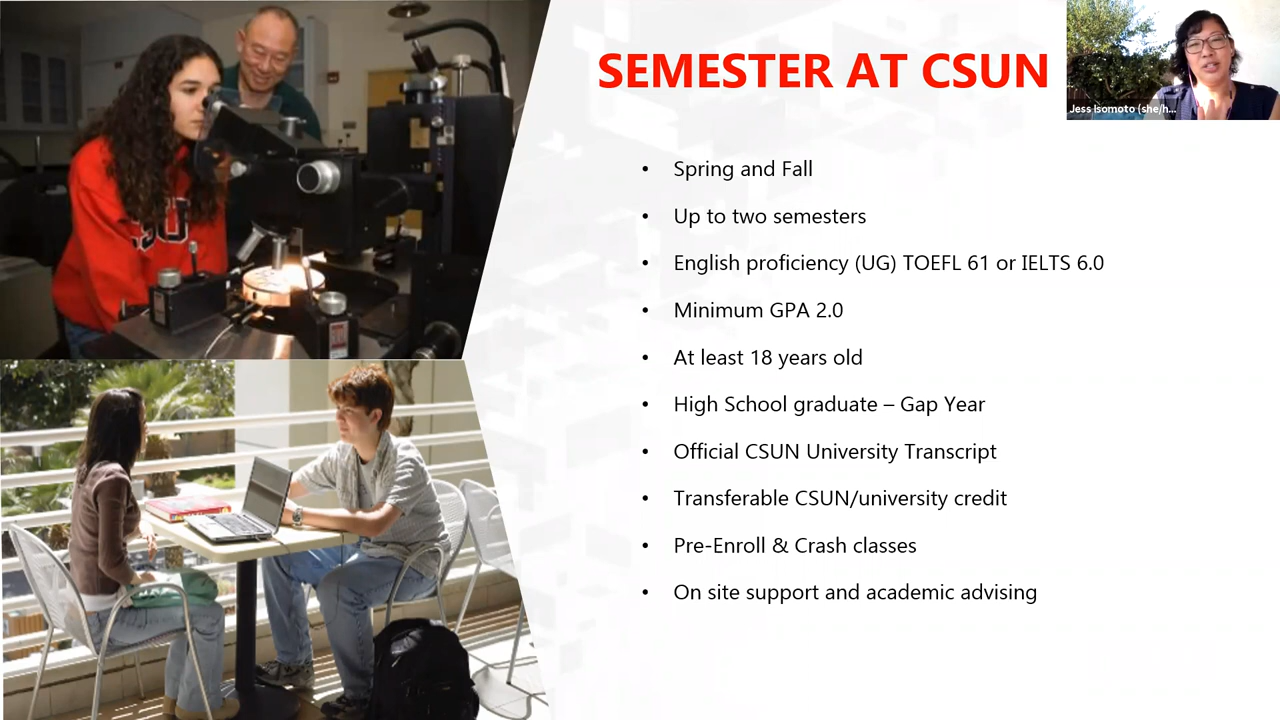 SEMESTER AT CSUN
Jess Isomoto (she/h...
• Spring and Fall
• Up to two semesters
• English proficiency (UG) TOEFL 61 or IELTS 6.0
• Minimum GPA 2.0
• At least 18 years old
• High School graduate – Gap Year
• Official CSUN University Transcript
• Transferable CSUN/university credit
• Pre-Enroll & Crash classes
• On site support and academic advising